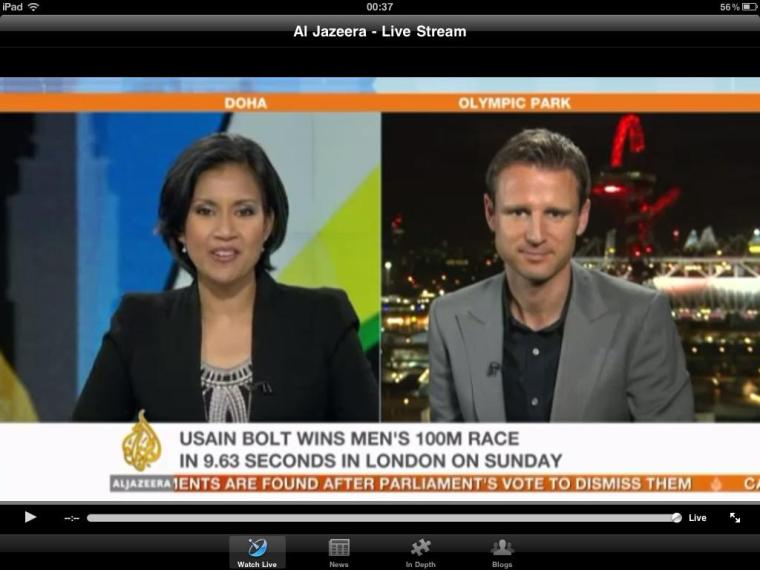 iPad
00:37
56%
Al Jazeera - Live Stream
DOHA
OLYMPIC PARK
USAIN BOLT WINS MEN'S 100M RACE
IN 9.63 SECONDS IN LONDON ON SUNDAY
ALJAZEERA
MENTS ARE FOUND AFTER PARLIAMENT'S VOTE TO DISMISS THEM
CA
--:--
Live
Watch Live
News
In Depth
Blogs